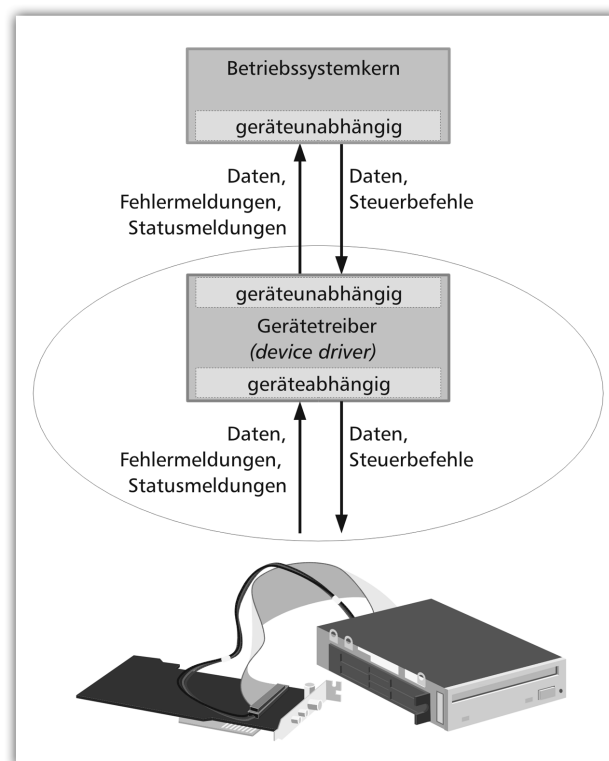 Betriebssystemkern
geräteunabhängig
Daten,
Fehlermeldungen,
Statusmeldungen
Daten,
Steuerbefehle
geräteunabhängig
Gerätetreiber
(device driver)
geräteabhängig
Daten,
Fehlermeldungen,
Statusmeldungen
Daten,
Steuerbefehle